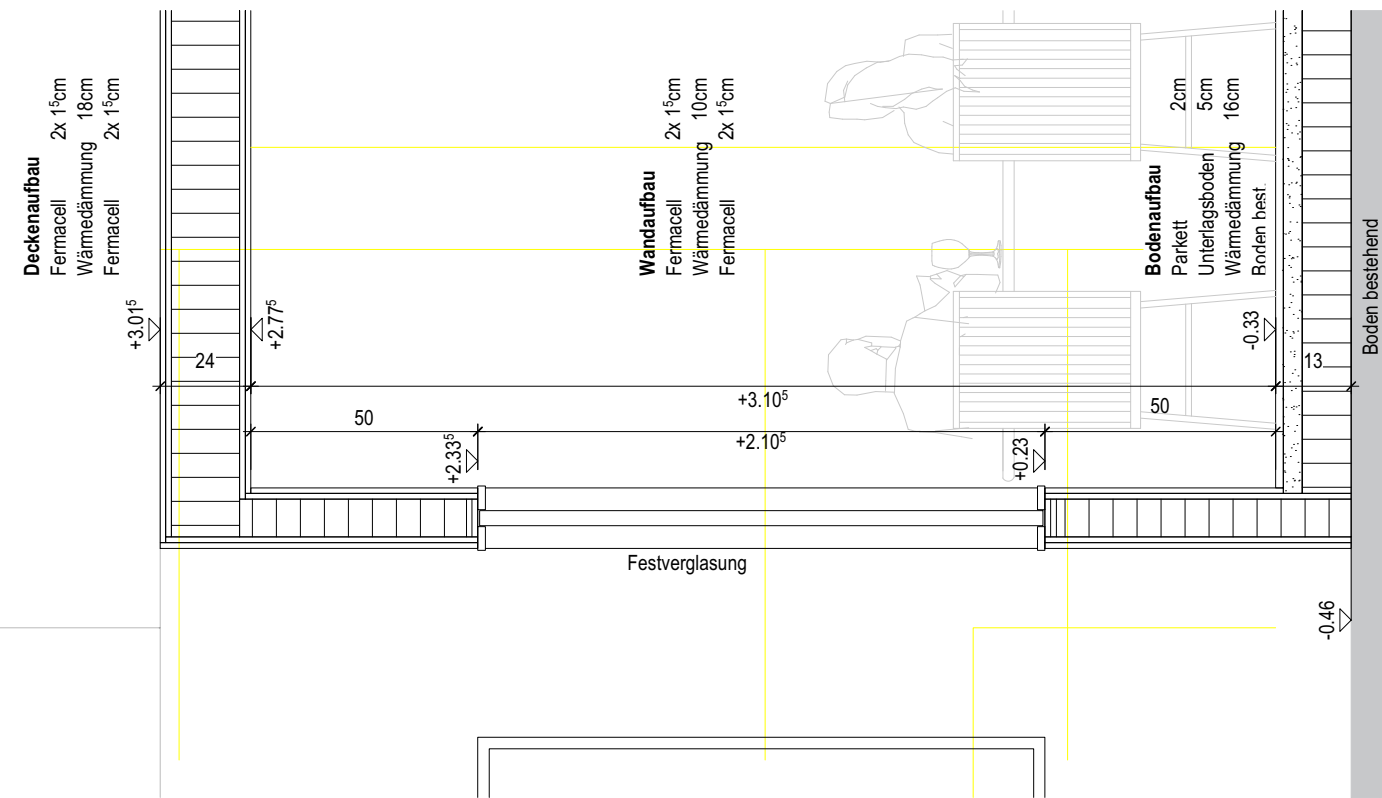 Deckenaufbau
Fermacell 2x 1⁵cm
Wärmedämmung 18cm
Fermacell 2x 1⁵cm
Wandaufbau
Fermacell 2x 1⁵cm
Wärmedämmung 10cm
Fermacell 2x 1⁵cm
Bodenaufbau
Parkett 2cm
Unterlagsboden 5cm
Wärmedämmung 16cm
Boden best.
Boden bestehend
+3.01⁵
+2.77⁵
-0.33
24
13
+3.10⁵
50
50
+2.10⁵
+2.33⁵
+0.23
Festverglasung
-0.46